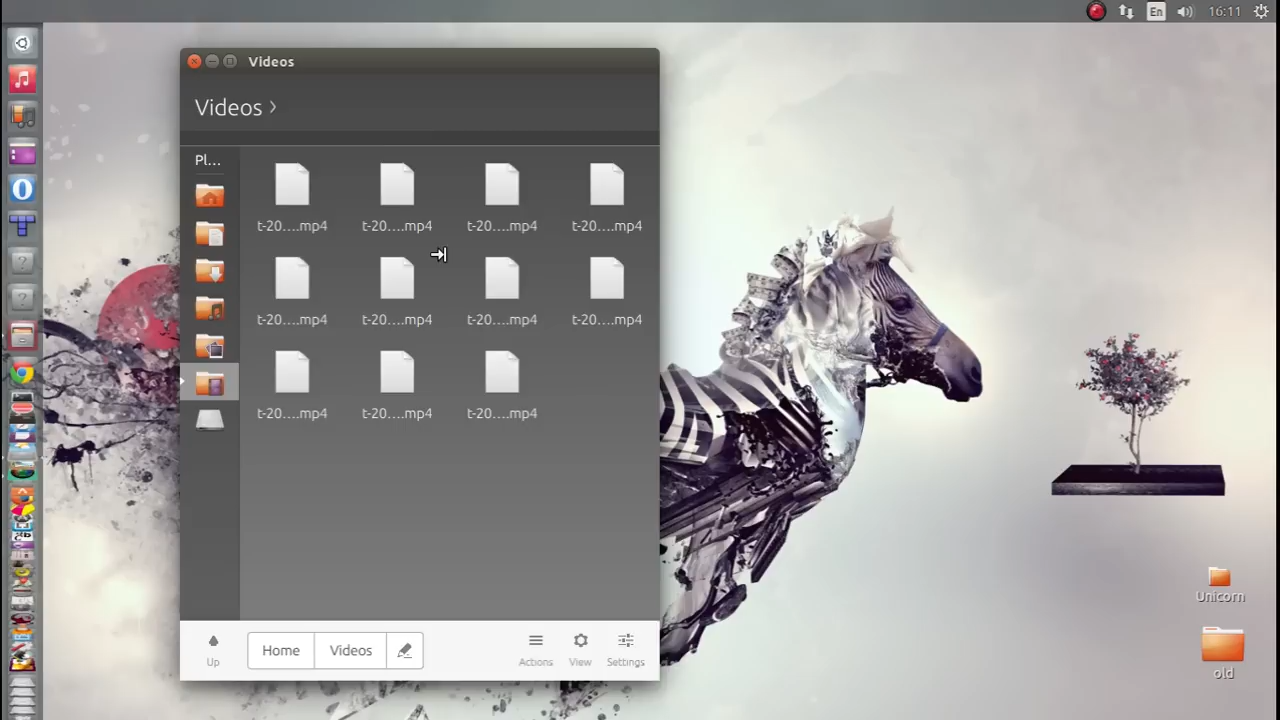 En
16:11
Videos
Videos
Pl...
t-20....mp4 t-20....mp4 t-20....mp4 t-20....mp4
t-20....mp4 t-20....mp4 t-20....mp4 t-20....mp4
t-20....mp4 t-20....mp4 t-20....mp4
Up
Home
Videos
Actions
View
Settings
Unicorn
old